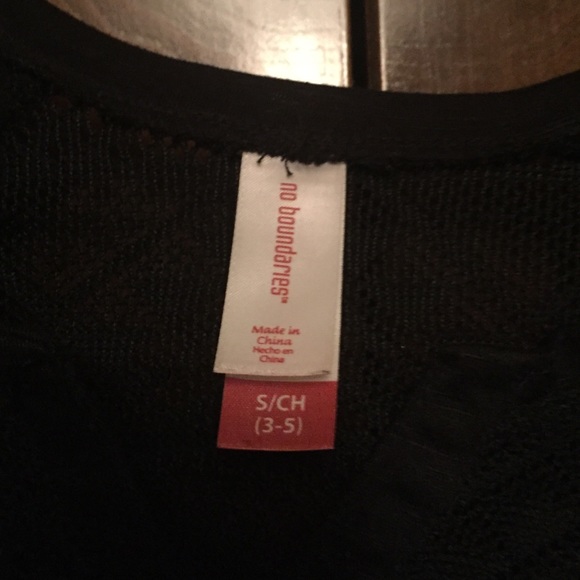 no boundaries™
Made in
China
Hecho en
China
S/CH
(3-5)